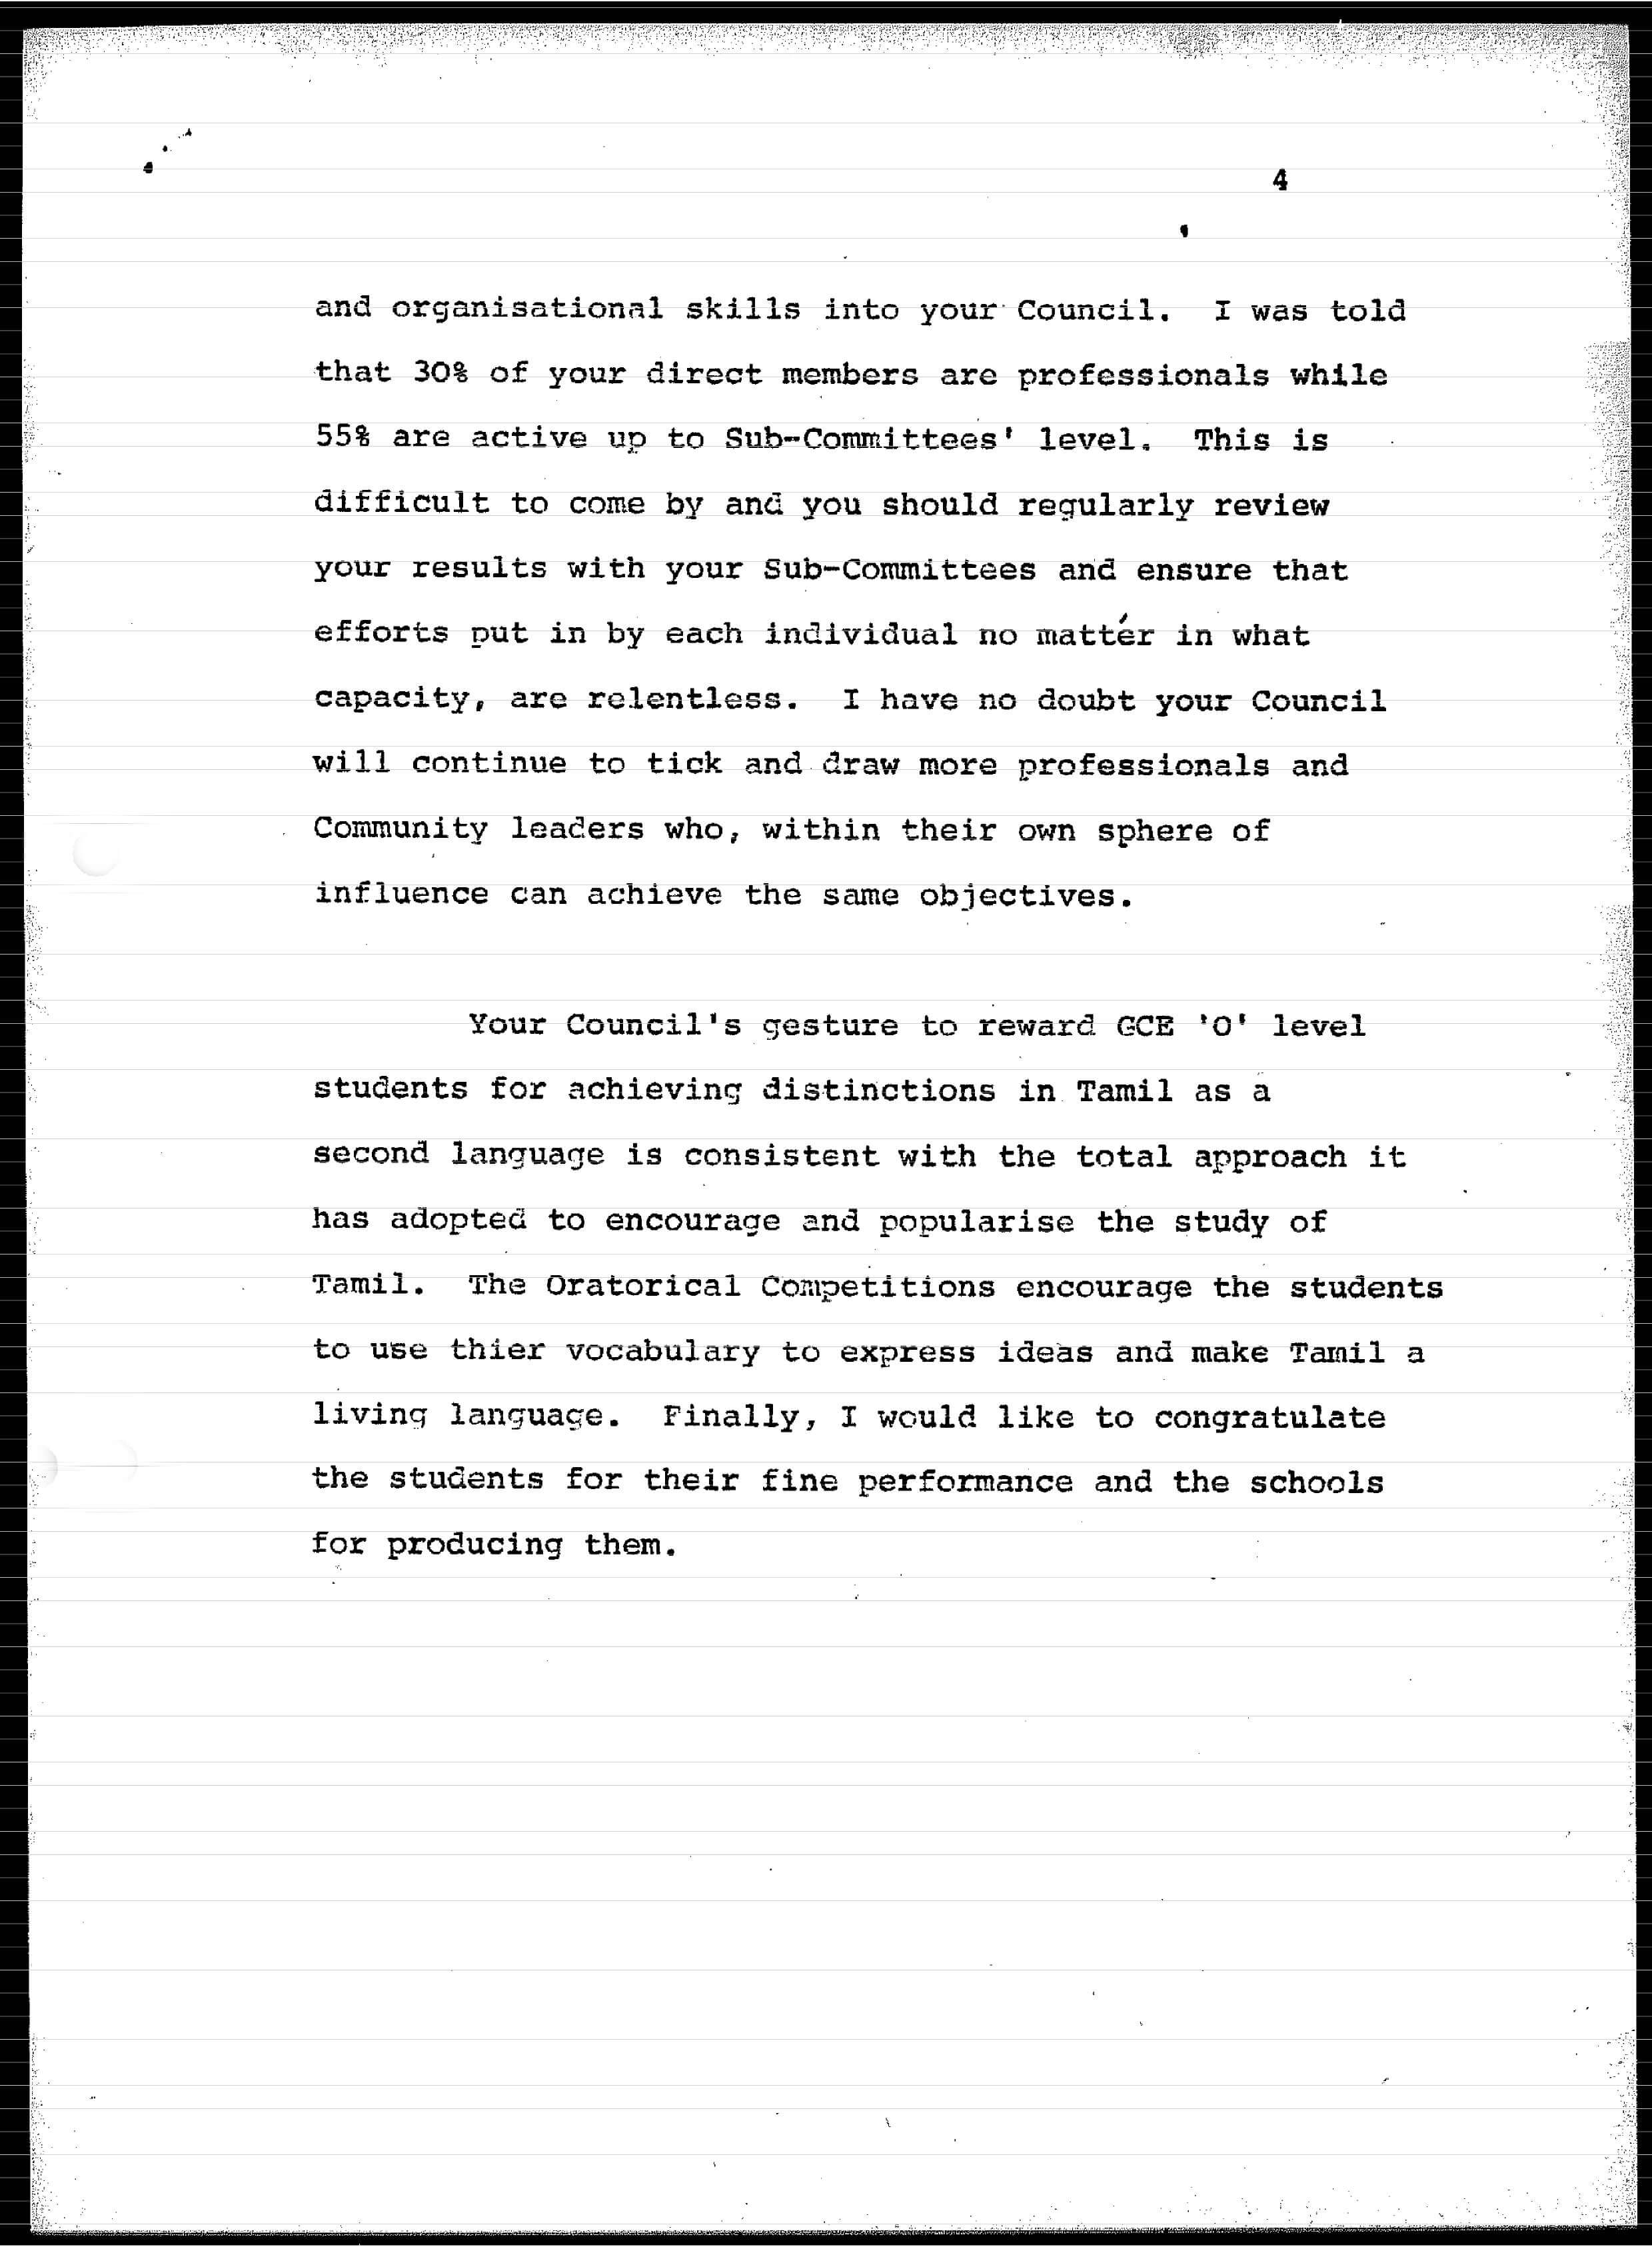 4
and organisational skills into your Council. I was told
that 30% of your direct members are professionals while
55% are active up to Sub-Committees' level. This is
difficult to come by and you should regularly review
your results with your Sub-Committees and ensure that
efforts put in by each individual no matter in what
capacity, are relentless. I have no doubt your Council
will continue to tick and draw more professionals and
Community leaders who, within their own sphere of
influence can achieve the same objectives.
Your Council's gesture to reward GCE 'O' level
students for achieving distinctions in Tamil as a
second language is consistent with the total approach it
has adopted to encourage and popularise the study of
Tamil. The Oratorical Competitions encourage the students
to use thier vocabulary to express ideas and make Tamil a
living language. Finally, I would like to congratulate
the students for their fine performance and the schools
for producing them.